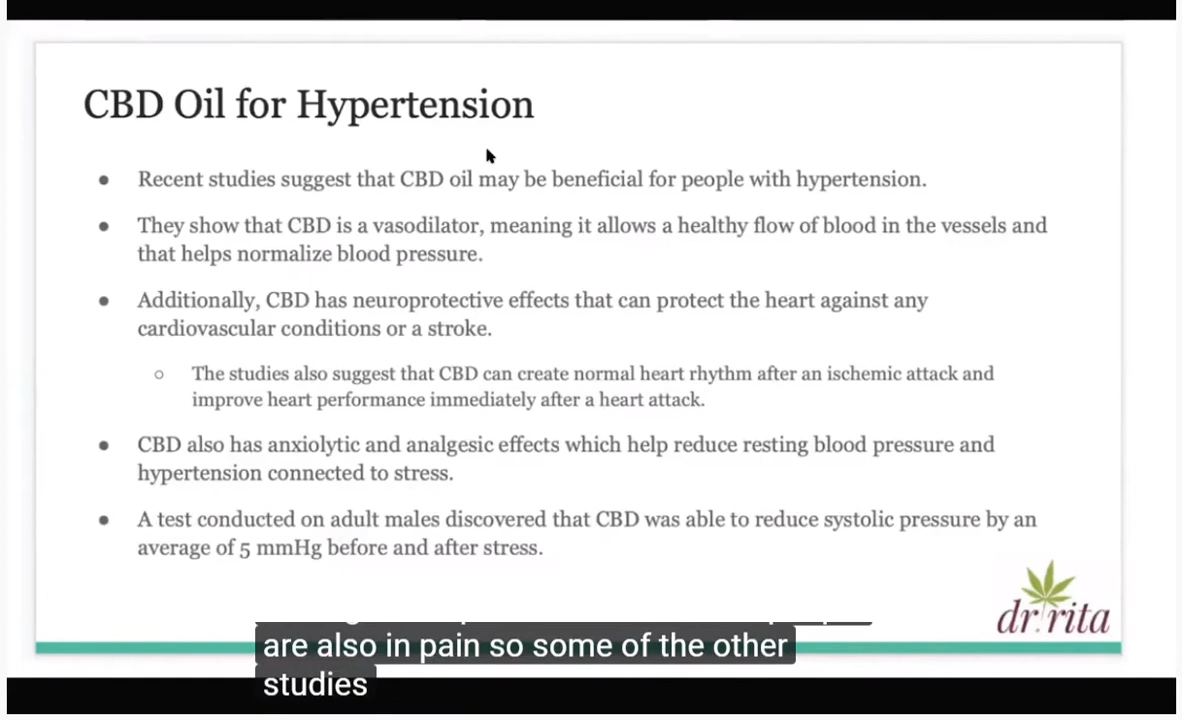 CBD Oil for Hypertension
● Recent studies suggest that CBD oil may be beneficial for people with hypertension.
● They show that CBD is a vasodilator, meaning it allows a healthy flow of blood in the vessels and
that helps normalize blood pressure.
● Additionally, CBD has neuroprotective effects that can protect the heart against any
cardiovascular conditions or a stroke.
○ The studies also suggest that CBD can create normal heart rhythm after an ischemic attack and
improve heart performance immediately after a heart attack.
● CBD also has anxiolytic and analgesic effects which help reduce resting blood pressure and
hypertension connected to stress.
● A test conducted on adult males discovered that CBD was able to reduce systolic pressure by an
average of 5 mmHg before and after stress.
dr. rita
are also in pain so some of the other
studies